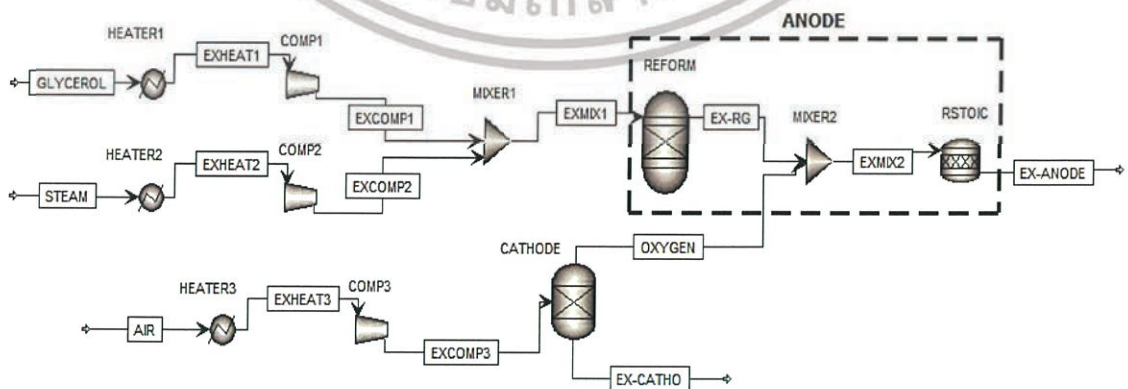 ANODE
HEATER1
EXHEAT1
COMP1
GLYCEROL
EXCOMP1
MIXER1
EXMIX1
REFORM
EX-RG
MIXER2
EXMIX2
RSTOIC
EX-ANODE
HEATER2
EXHEAT2
COMP2
STEAM
EXCOMP2
CATHODE
OXYGEN
HEATER3
EXHEAT3
COMP3
AIR
EXCOMP3
EX-CATHO